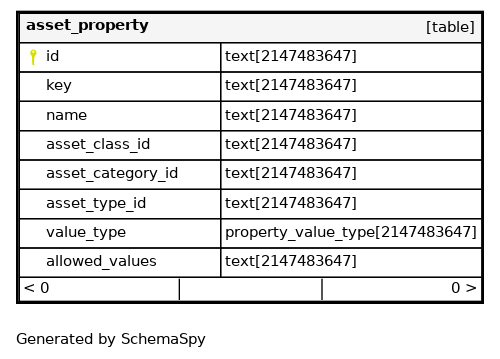 asset_property [table]
id text[2147483647]
key text[2147483647]
name text[2147483647]
asset_class_id text[2147483647]
asset_category_id text[2147483647]
asset_type_id text[2147483647]
value_type property_value_type[2147483647]
allowed_values text[2147483647]
< 0 0 >
Generated by SchemaSpy